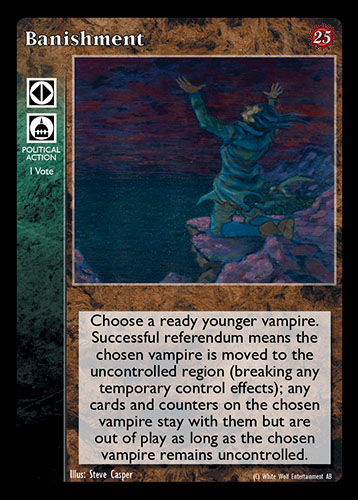 Banishment
25
POLITICAL
ACTION
1 Vote
Choose a ready younger vampire.
Successful referendum means the
chosen vampire is moved to the
uncontrolled region (breaking any
temporary control effects); any
cards and counters on the chosen
vampire stay with them but are
out of play as long as the chosen
vampire remains uncontrolled.
Illus: Steve Casper
(C) White Wolf Entertainment AB